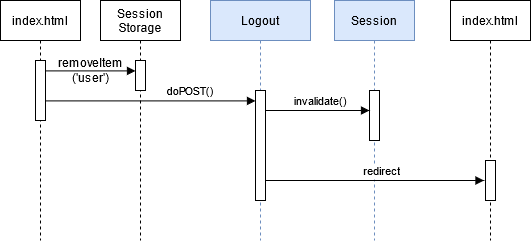 index.html
Session
Storage
Logout
Session
index.html
removeItem
('user')
doPOST()
invalidate()
redirect